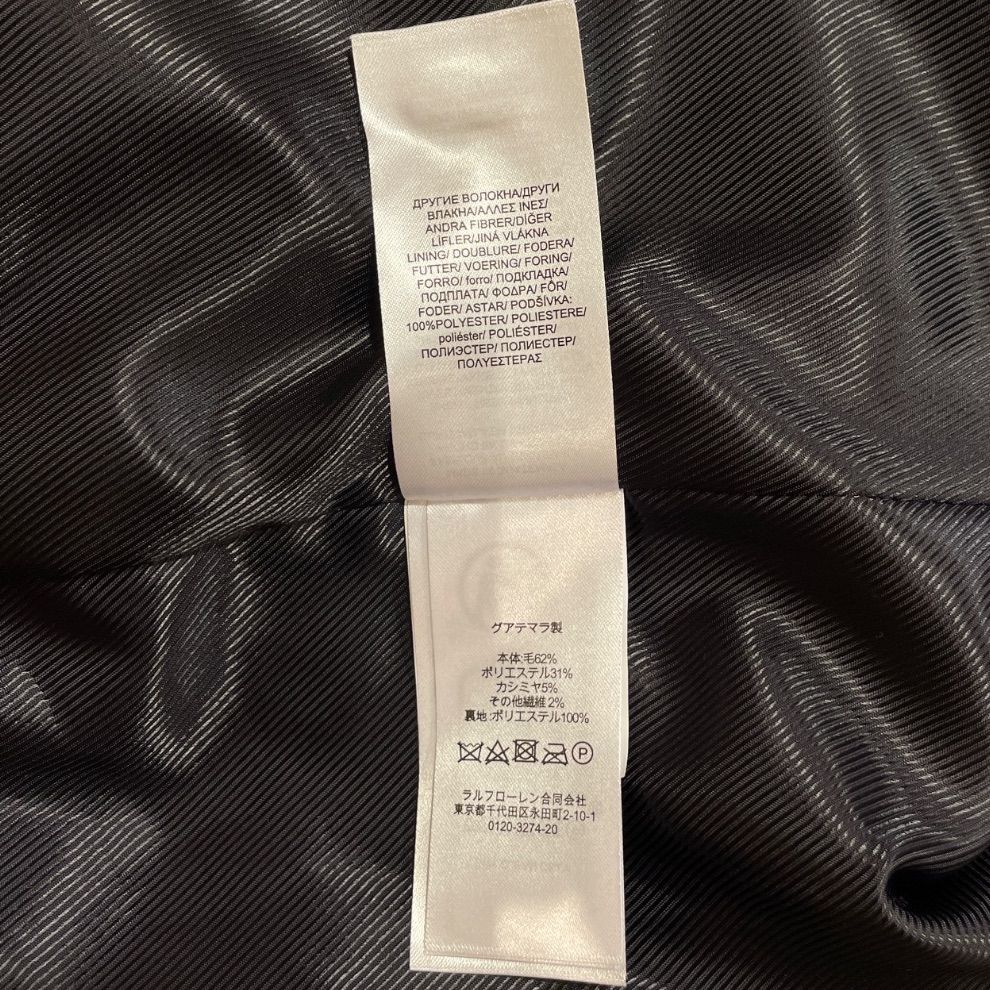 ДРУГИЕ ВОЛОКНА/ДРУГИ
ВЛАКНА/ΑΛΛΕΣ ΙΝΕΣ/
ANDRA FIBRER/DİĞER
LİFLER/JINÁ VLÁKNA
LINING/ DOUBLURE/ FODERA/
FUTTER/ VOERING/ FORING/
FORRO/ forro/ ПОДКЛАДКА/
ПОДПЛАТА/ ΦΟΔΡΑ/ FÔR/
FODER/ ASTAR/ PODŠÍVKA:
100%POLYESTER/ POLIESTERE/
poliéster/ POLIÉSTER/
ПОЛИЭСТЕР/ ПОЛИЕСТЕР/
ΠΟΛΥΕΣΤΕΡΑΣ
グアテマラ製
本体:毛62%
ポリエステル31%
カシミヤ5%
その他繊維2%
裏地:ポリエステル100%
P
ラルフローレン合同会社
東京都千代田区永田町2-10-1
0120-3274-20